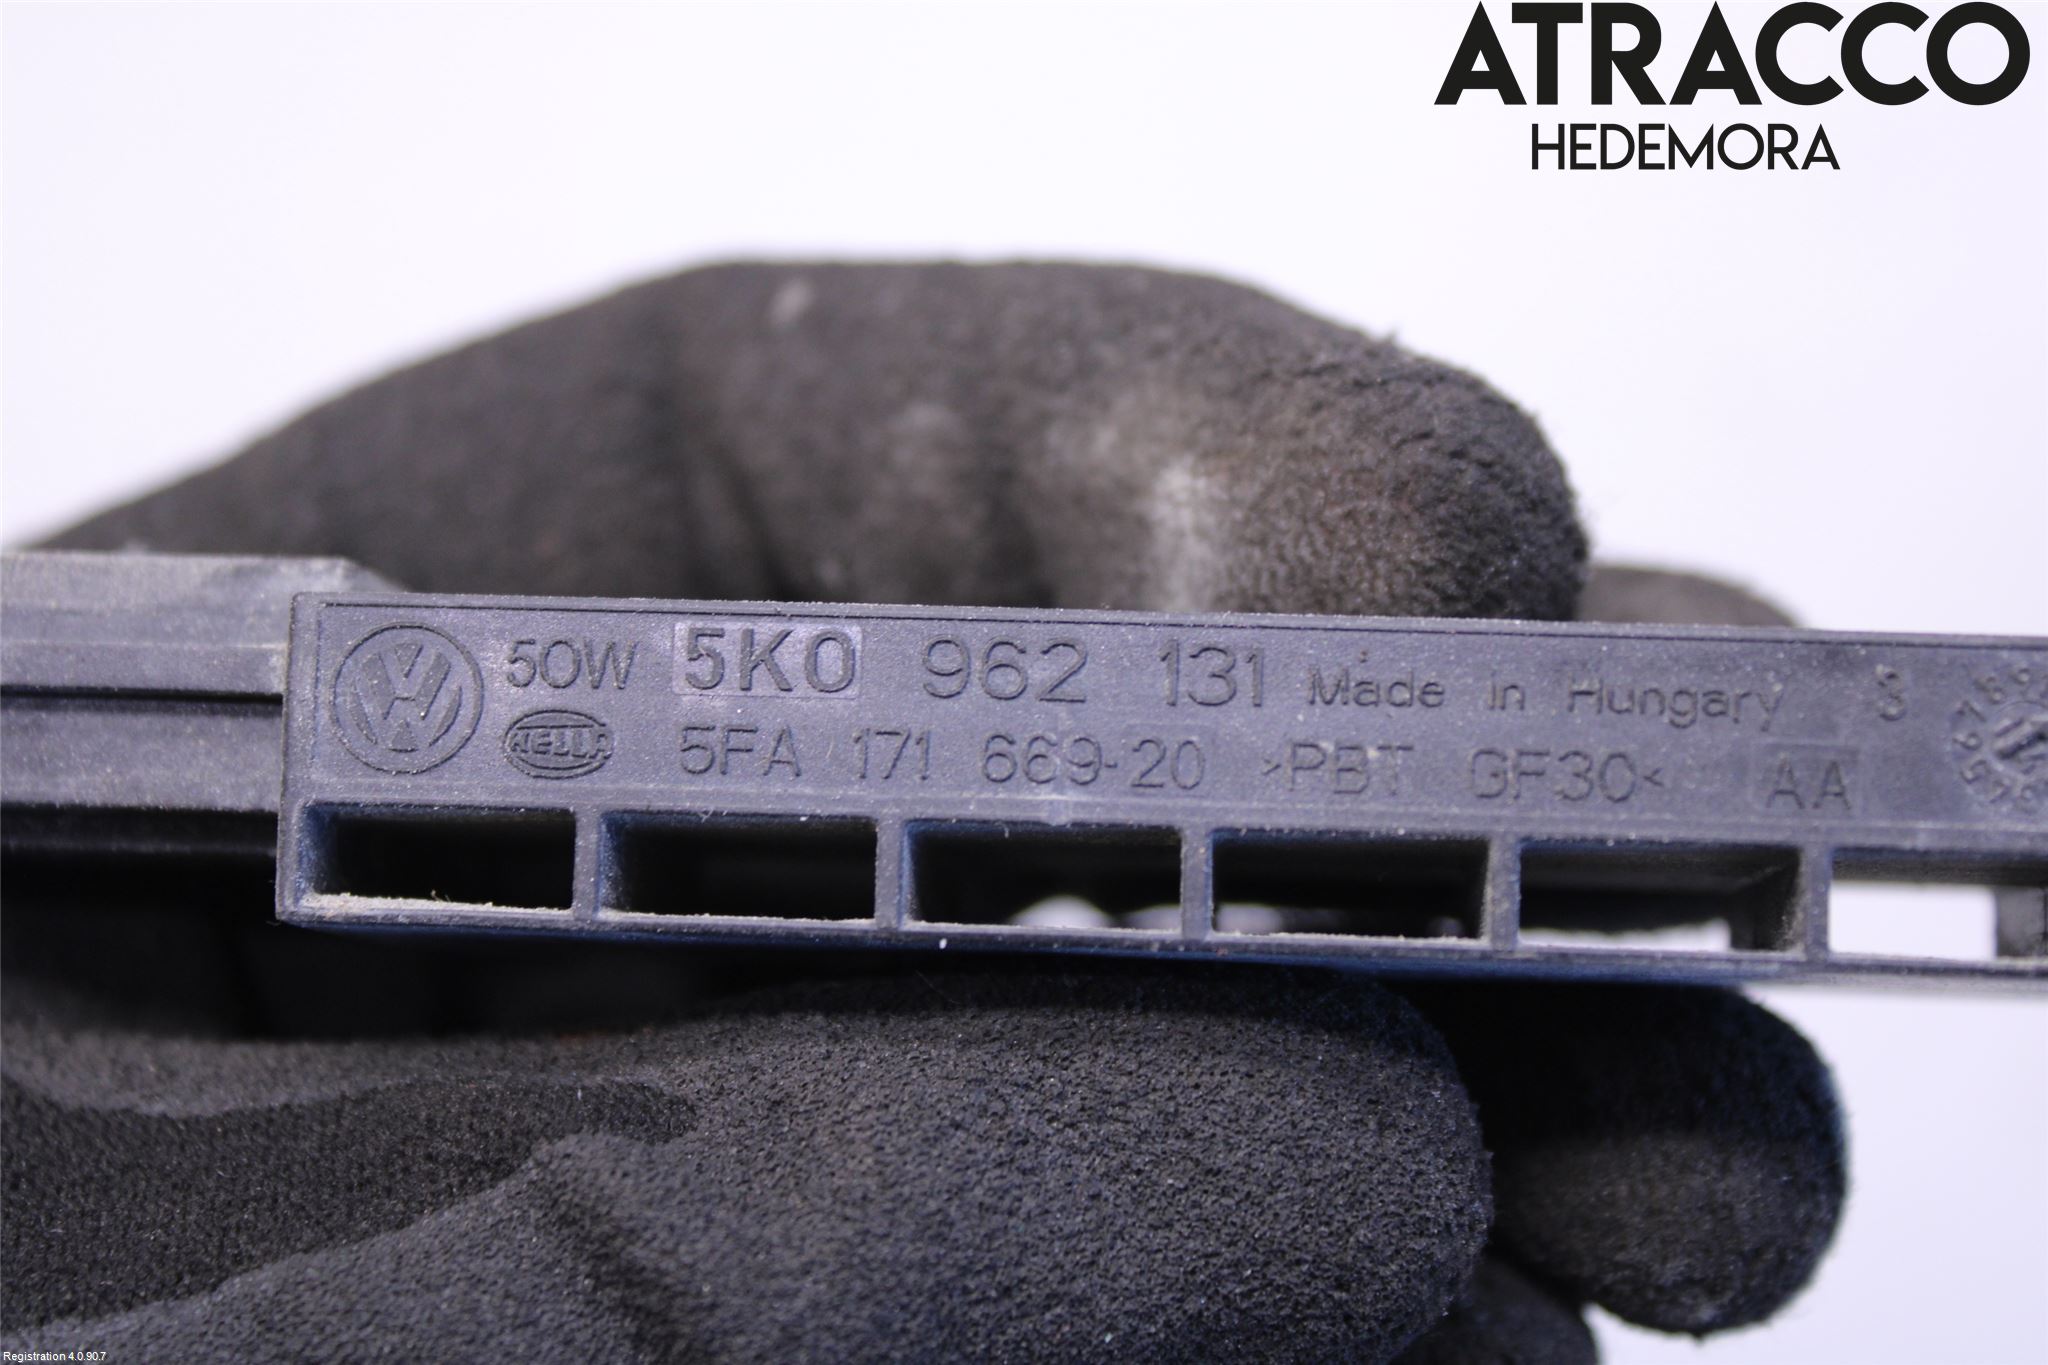 ATRACCO
HEDEMORA
50W 5K0 962 131 Made in Hungary 3
HELLA 5FA 171 669-20 >PBT GF30< AA
Registration 4.0.90.7